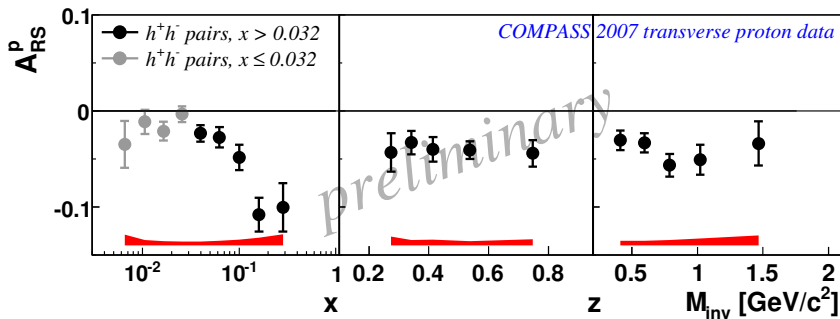 h⁺h⁻ pairs, x > 0.032
h⁺h⁻ pairs, x ≤ 0.032
COMPASS 2007 transverse proton data
A^p_RS
0
-0.1
preliminary
10⁻² 10⁻¹ 1 0.2 0.4 0.6 0.8 0.5 1 1.5 2
x z M_inv [GeV/c²]